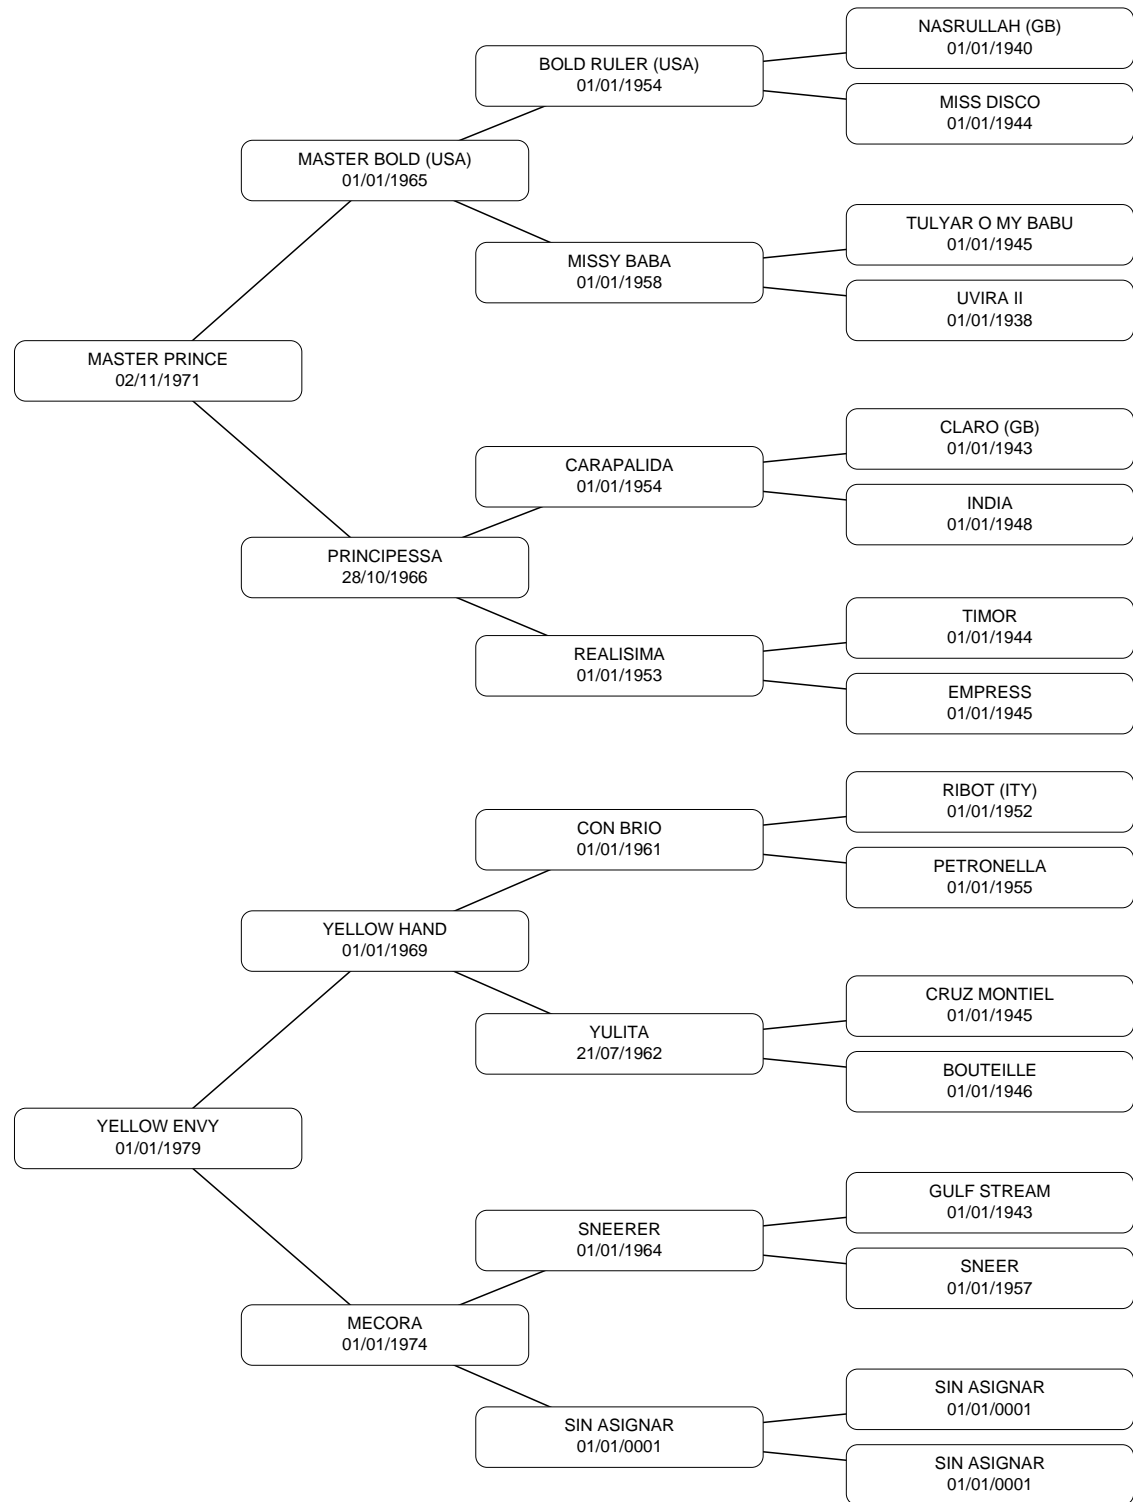 NASRULLAH (GB)
01/01/1940
BOLD RULER (USA)
01/01/1954
MISS DISCO
01/01/1944
MASTER BOLD (USA)
01/01/1965
TULYAR O MY BABU
01/01/1945
MISSY BABA
01/01/1958
UVIRA II
01/01/1938
MASTER PRINCE
02/11/1971
CLARO (GB)
01/01/1943
CARAPALIDA
01/01/1954
INDIA
01/01/1948
PRINCIPESSA
28/10/1966
TIMOR
01/01/1944
REALISIMA
01/01/1953
EMPRESS
01/01/1945
RIBOT (ITY)
01/01/1952
CON BRIO
01/01/1961
PETRONELLA
01/01/1955
YELLOW HAND
01/01/1969
CRUZ MONTIEL
01/01/1945
YULITA
21/07/1962
BOUTEILLE
01/01/1946
YELLOW ENVY
01/01/1979
GULF STREAM
01/01/1943
SNEERER
01/01/1964
SNEER
01/01/1957
MECORA
01/01/1974
SIN ASIGNAR
01/01/0001
SIN ASIGNAR
01/01/0001
SIN ASIGNAR
01/01/0001